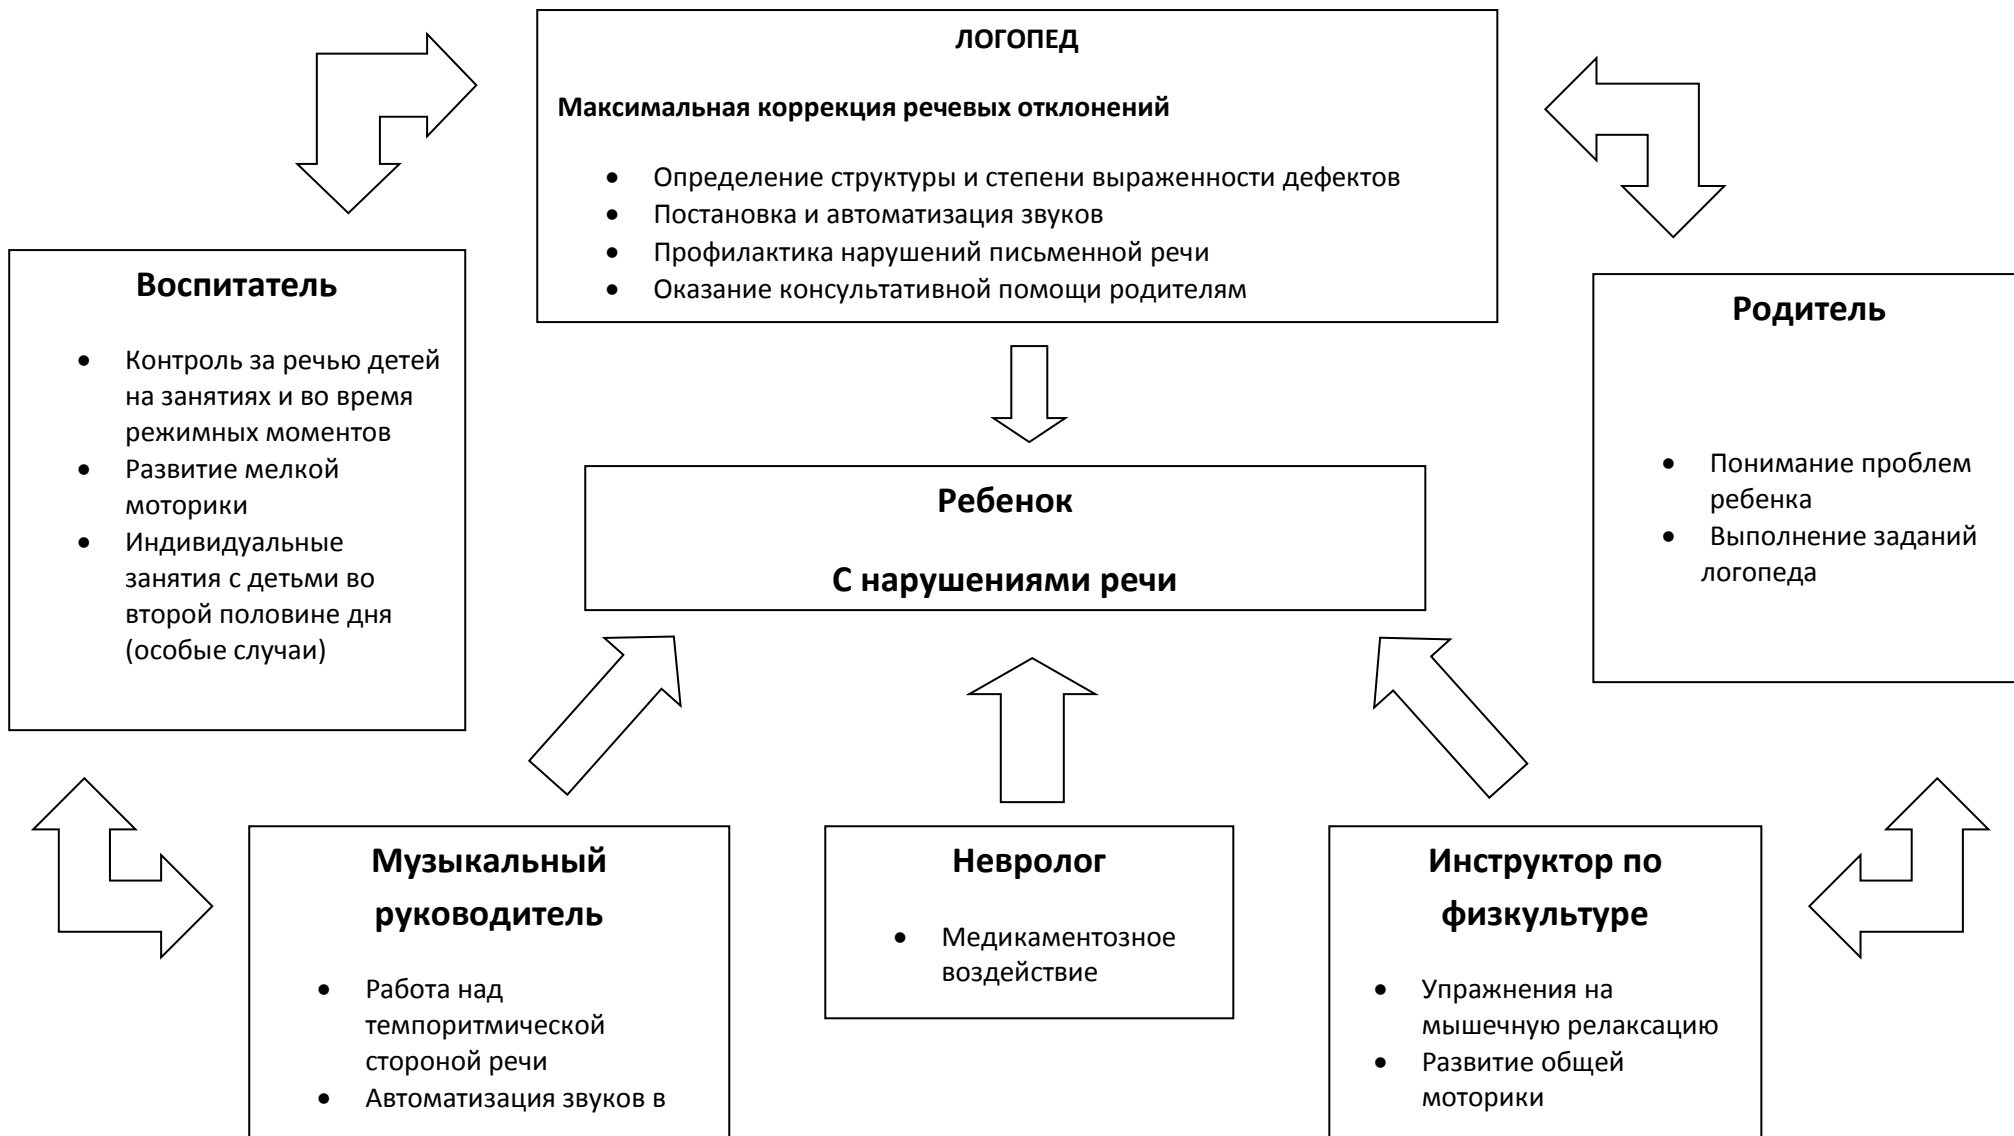 ЛОГОПЕД
Максимальная коррекция речевых отклонений
• Определение структуры и степени выраженности дефектов
• Постановка и автоматизация звуков
• Профилактика нарушений письменной речи
• Оказание консультативной помощи родителям
Воспитатель
• Контроль за речью детей
на занятиях и во время
режимных моментов
• Развитие мелкой
моторики
• Индивидуальные
занятия с детьми во
второй половине дня
(особые случаи)
Родитель
• Понимание проблем
ребенка
• Выполнение заданий
логопеда
Ребенок
С нарушениями речи
Музыкальный
руководитель
• Работа над
темпоритмической
стороной речи
• Автоматизация звуков в
Невролог
• Медикаментозное
воздействие
Инструктор по
физкультуре
• Упражнения на
мышечную релаксацию
• Развитие общей
моторики